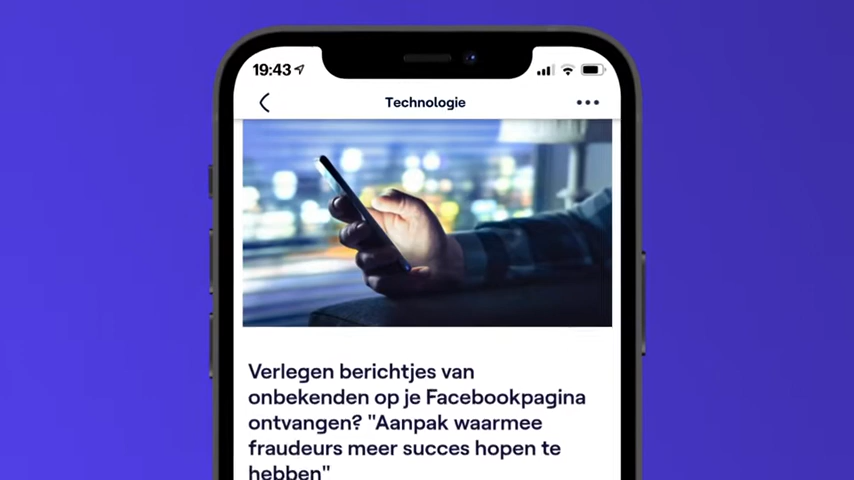 19:43
Technologie
Verlegen berichtjes van
onbekenden op je Facebookpagina
ontvangen? "Aanpak waarmee
fraudeurs meer succes hopen te
hebben"